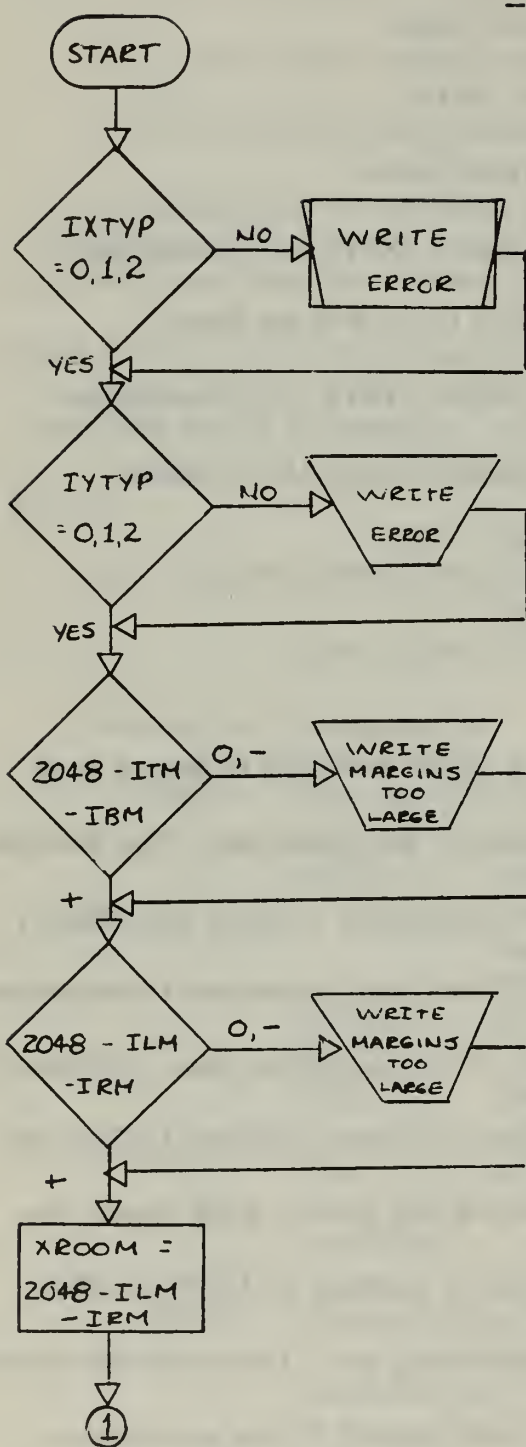 START
IXTYP
= 0,1,2
NO
WRITE
ERROR
YES
IYTYP
= 0,1,2
NO
WRITE
ERROR
YES
2048 - ITM
- IBM
0, -
WRITE
MARGINS
TOO
LARGE
+
2048 - ILM
- IRM
0, -
WRITE
MARGINS
TOO
LARGE
+
XROOM =
2048 - ILM
- IRM
1